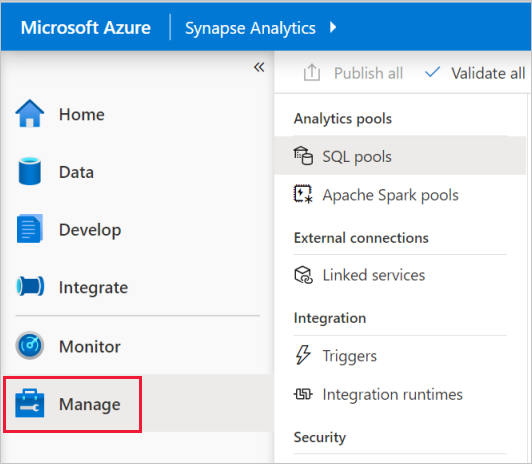 Microsoft Azure
Synapse Analytics
Publish all
Validate all
Home
Data
Develop
Integrate
Monitor
Manage
Analytics pools
SQL pools
Apache Spark pools
External connections
Linked services
Integration
Triggers
Integration runtimes
Security